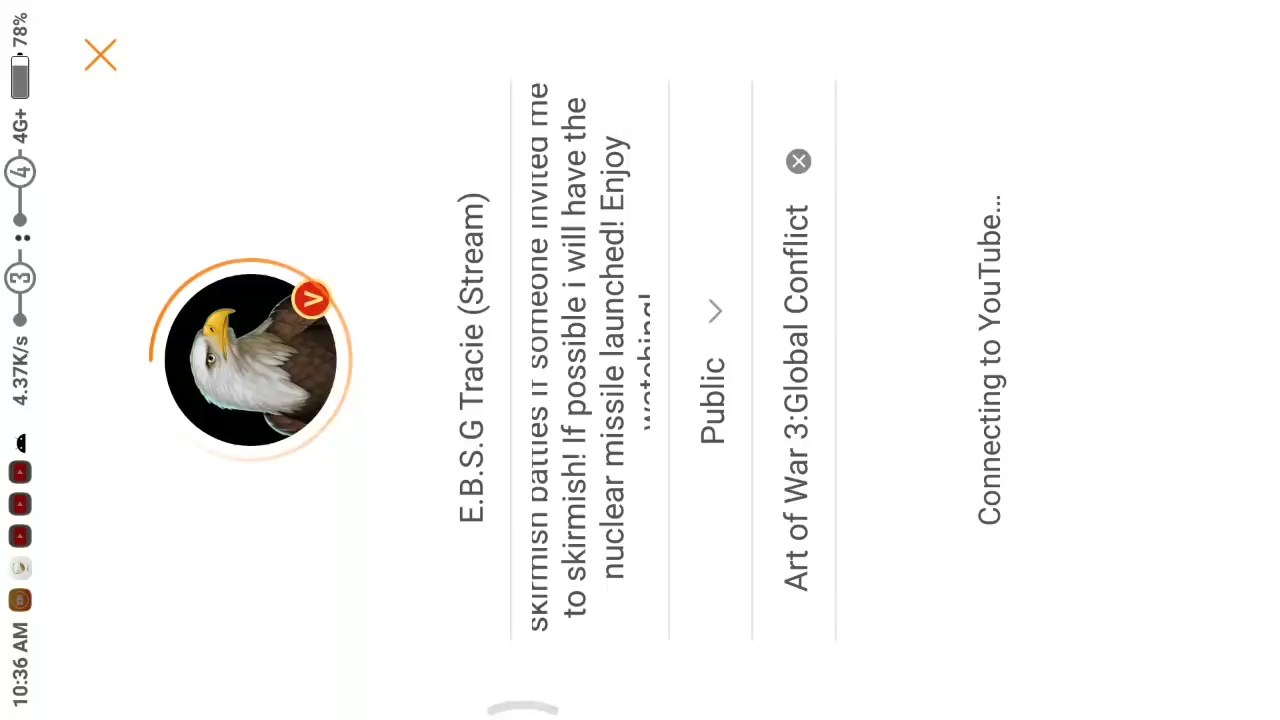 10:36 AM
4.37K/s
3
4
4G+
78%
V
E.B.S.G Tracie (Stream)
skirmish battles if someone invited me
to skirmish! If possible i will have the
nuclear missile launched! Enjoy
watching!
Public
Art of War 3:Global Conflict
Connecting to YouTube...